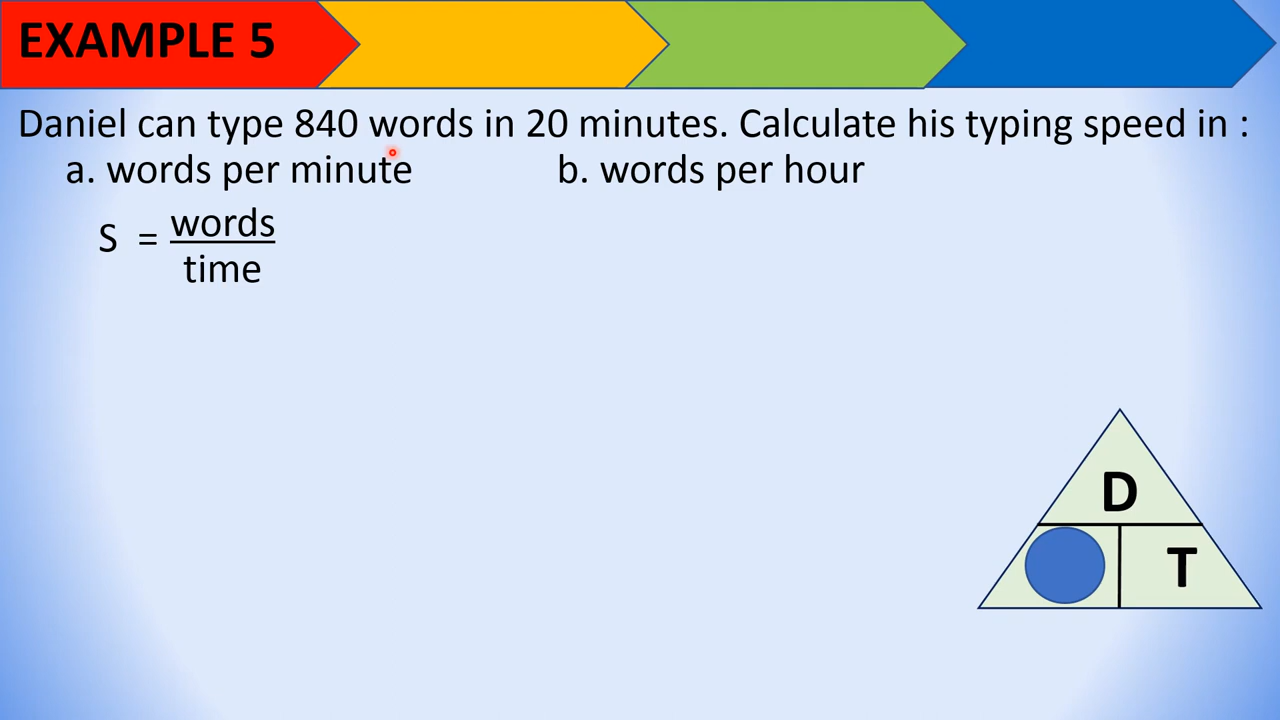 EXAMPLE 5
Daniel can type 840 words in 20 minutes. Calculate his typing speed in :
a. words per minute b. words per hour
S = words
time
D
T